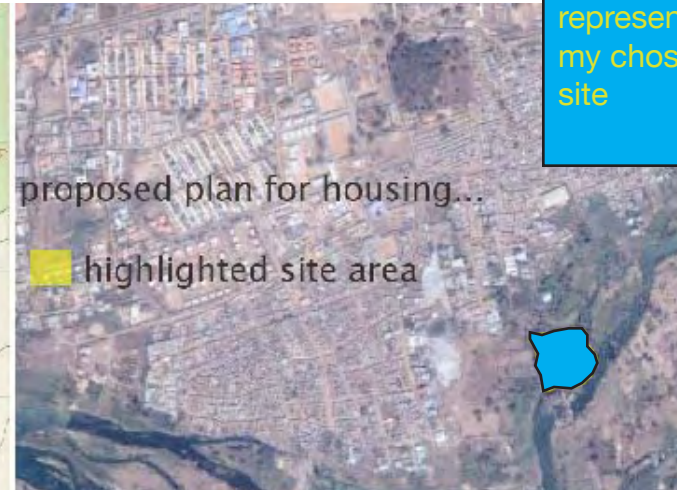 represen
my chos
site
proposed plan for housing...
highlighted site area